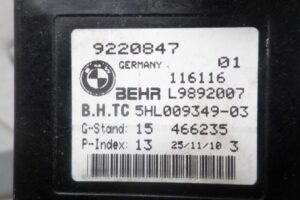 9220847
GERMANY 01
116116
BEHR L9892007
B.H.TC 5HL009349-03
G-Stand: 15 466235
P-Index: 13 25/11/10 3